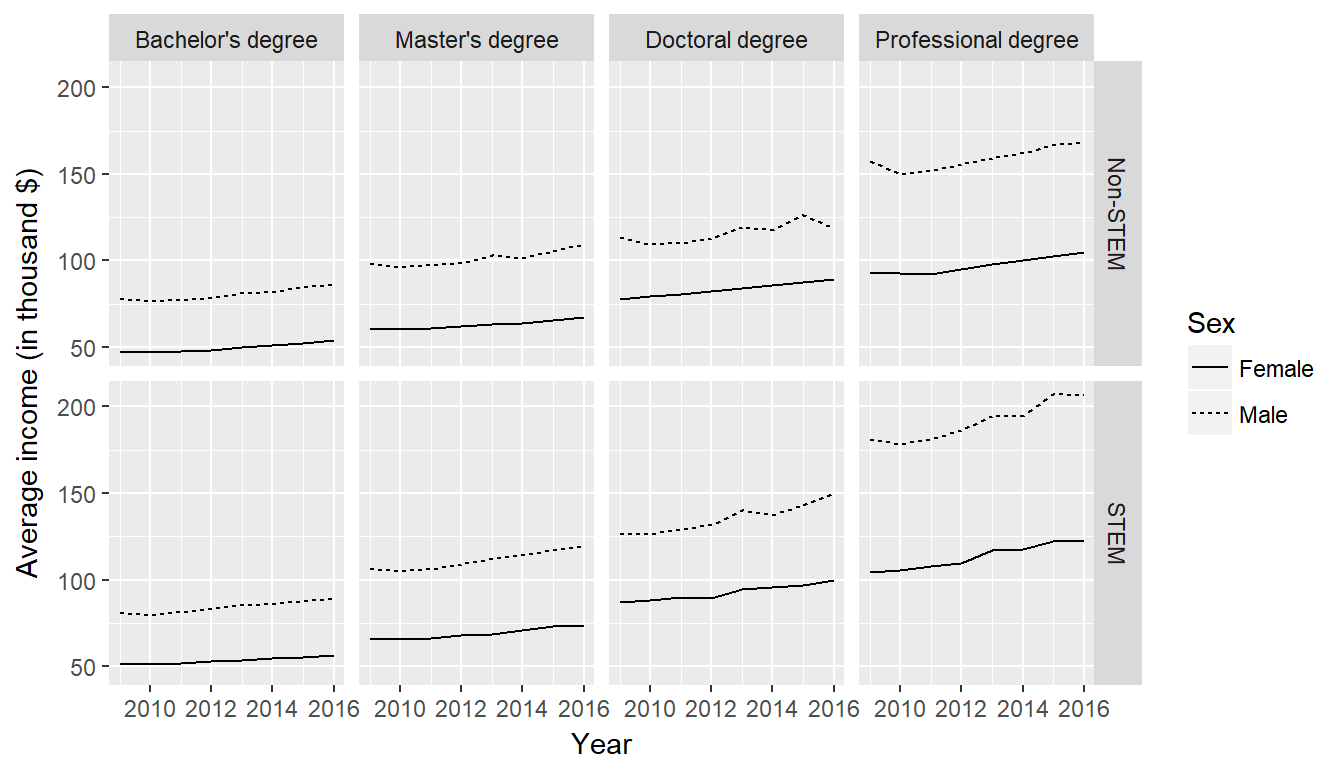 Bachelor's degree
Master's degree
Doctoral degree
Professional degree
Average income (in thousand $)
200
150
100
50
Non-STEM
200
150
100
50
STEM
2010 2012 2014 2016
2010 2012 2014 2016
2010 2012 2014 2016
2010 2012 2014 2016
Year
Sex
Female
Male